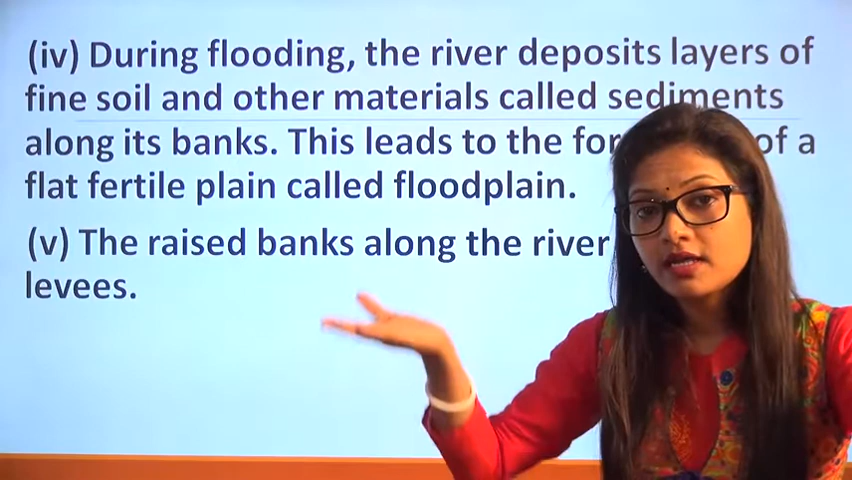 (iv) During flooding, the river deposits layers of
fine soil and other materials called sediments
along its banks. This leads to the for of a
flat fertile plain called floodplain.
(v) The raised banks along the river
levees.